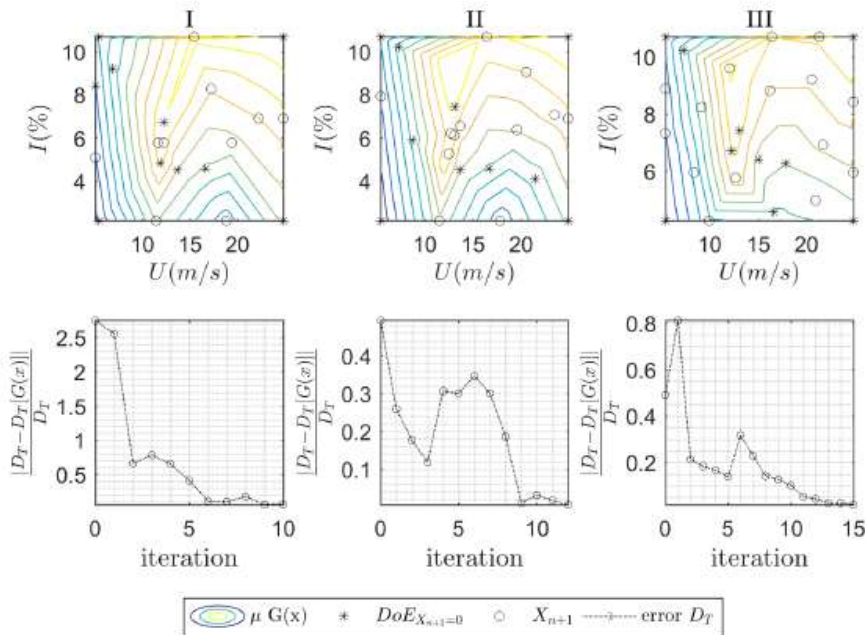 I II III
10 10 10
8 8 8
6 6 6
4 4
I(%) I(%) I(%)
10 15 20 10 15 20 10 15 20
U(m/s) U(m/s) U(m/s)
2.5 0.4 0.8
2 0.3 0.6
1.5 0.2 0.4
1 0.1 0.2
0.5
|D_T−D_T[G(x)]| / D_T |D_T−D_T[G(x)]| / D_T |D_T−D_T[G(x)]| / D_T
0 5 10 0 5 10 0 5 10 15
iteration iteration iteration
μ G(x) DoE_{X_{n+1}=0} X_{n+1} error D_T